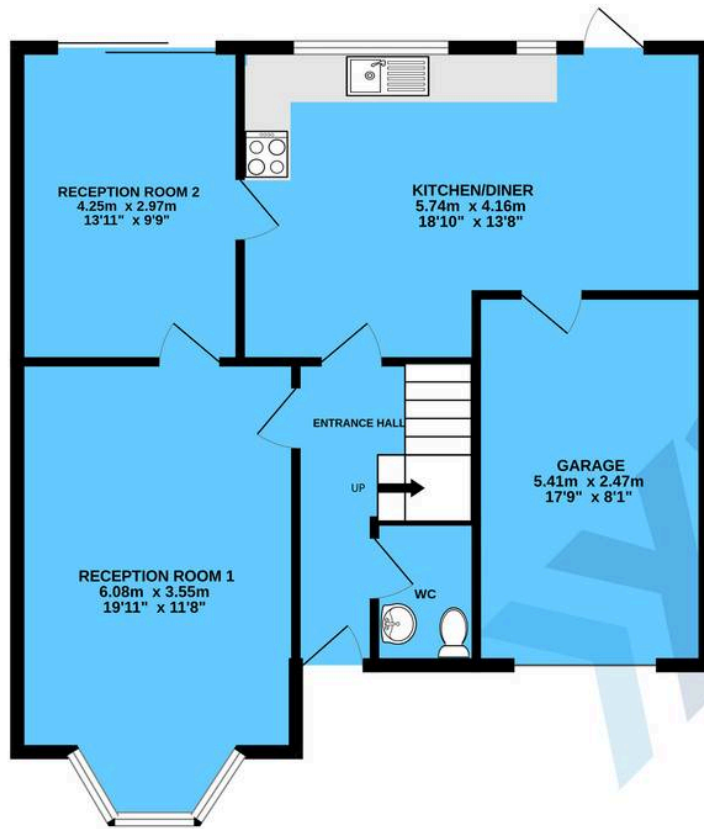 RECEPTION ROOM 2
4.25m x 2.97m
13'11" x 9'9"
KITCHEN/DINER
5.74m x 4.16m
18'10" x 13'8"
ENTRANCE HALL
UP
GARAGE
5.41m x 2.47m
17'9" x 8'1"
RECEPTION ROOM 1
6.08m x 3.55m
19'11" x 11'8"
WC